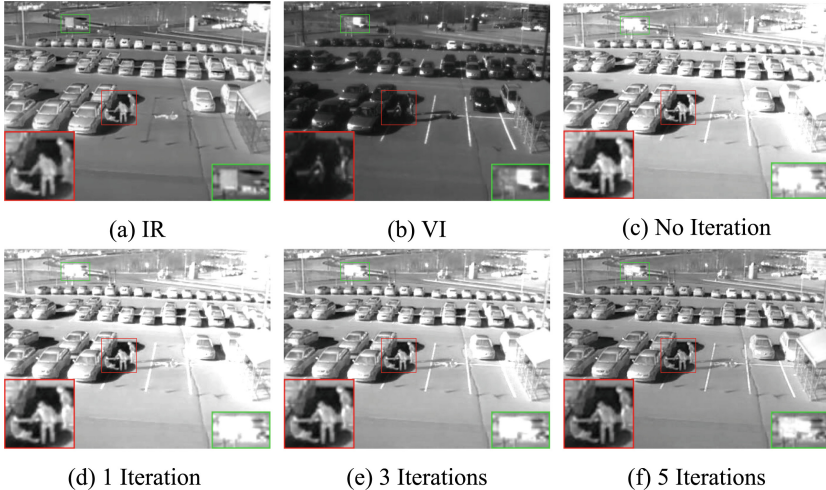 (a) IR
(b) VI
(c) No Iteration
(d) 1 Iteration
(e) 3 Iterations
(f) 5 Iterations